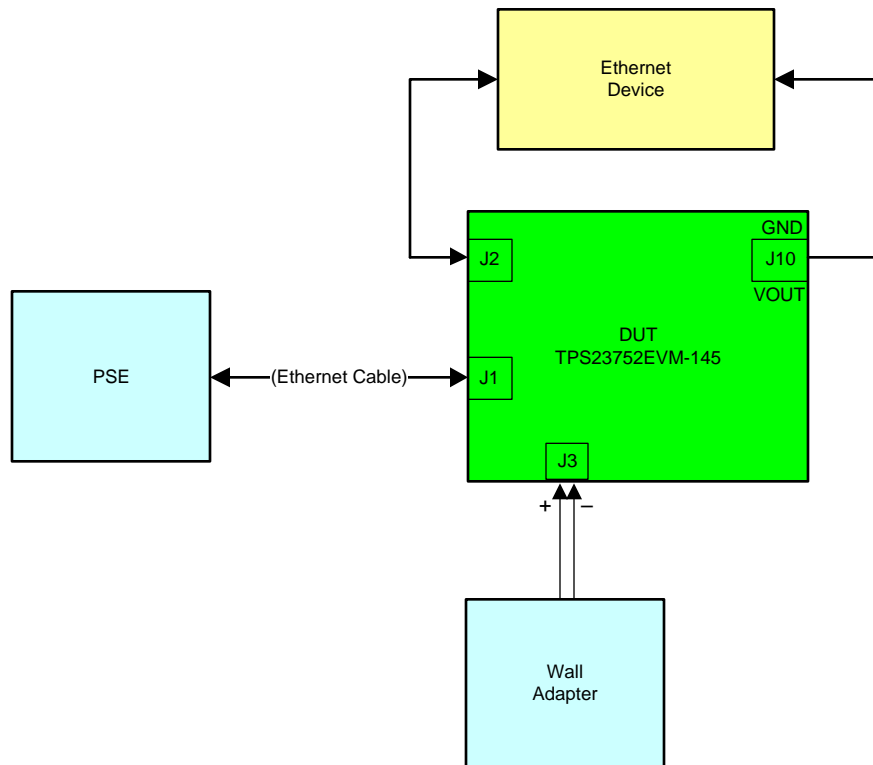 Ethernet
Device
GND
J2
J10
VOUT
DUT
TPS23752EVM-145
PSE
(Ethernet Cable)
J1
J3
+
–
Wall
Adapter